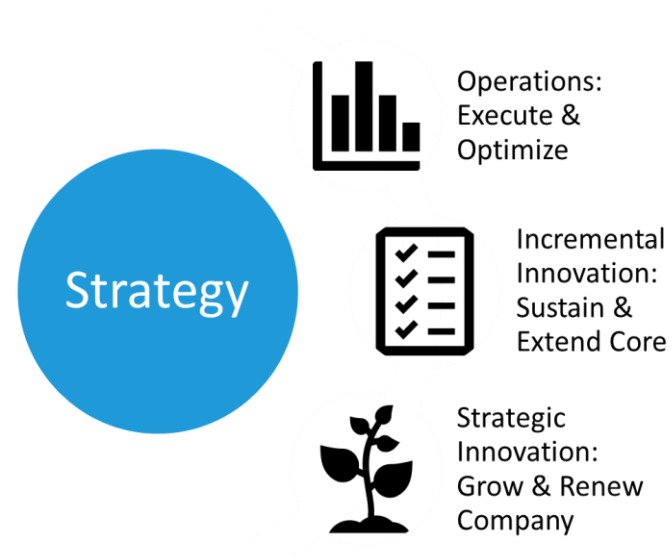 Strategy
Operations:
Execute &
Optimize
Incremental
Innovation:
Sustain &
Extend Core
Strategic
Innovation:
Grow & Renew
Company